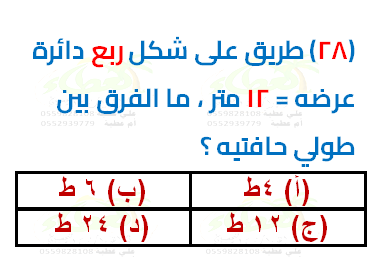 (٢٨) طريق على شكل ربع دائرة
عرضه = ١٢ متر ، ما الفرق بين
طولي حافتيه ؟
(أ) ٤ط (ب) ٦ ط
(ج) ١٢ ط (د) ٢٤ ط